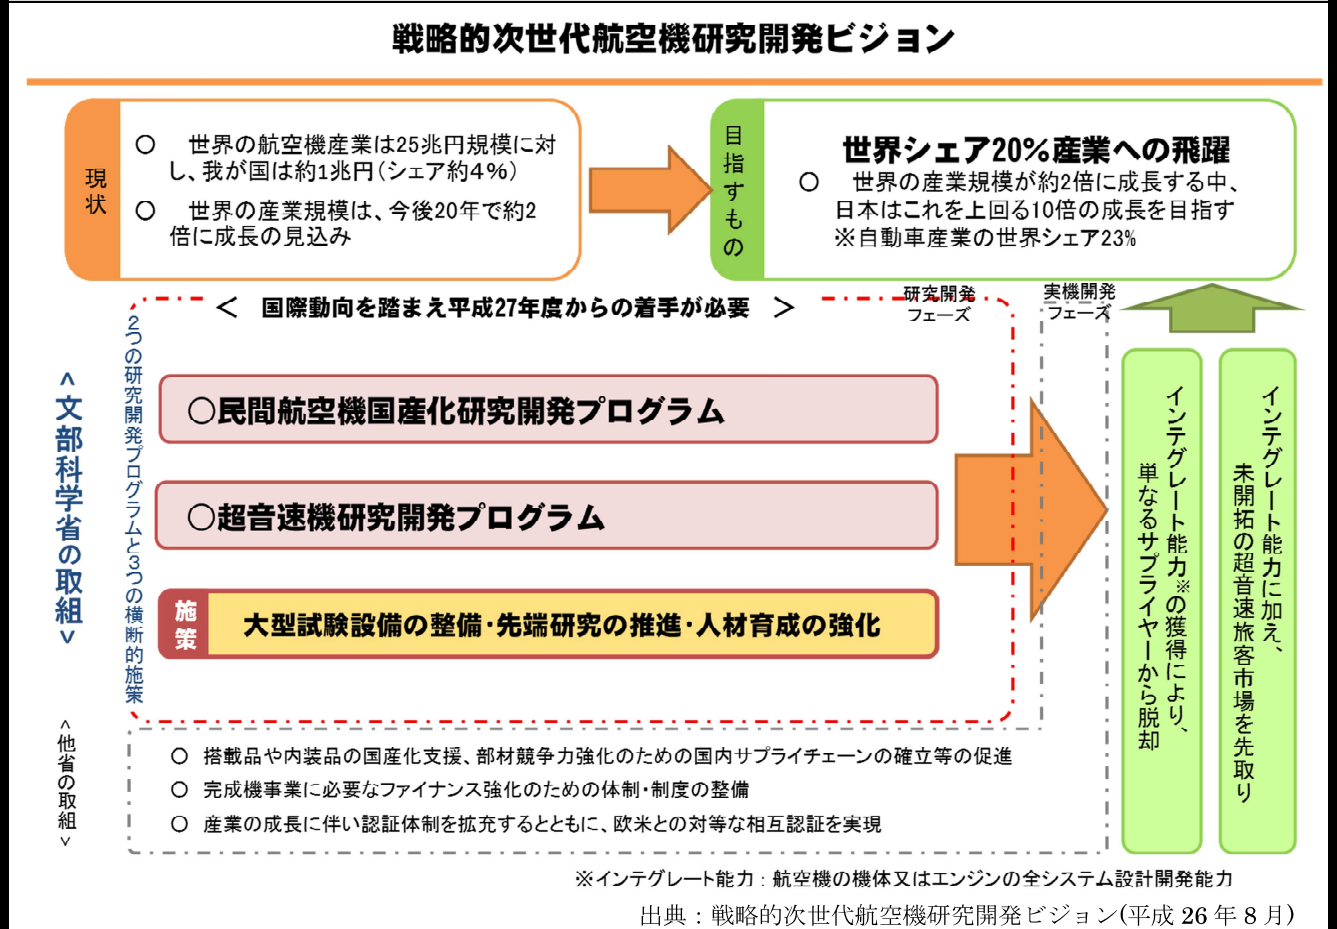 戦略的次世代航空機研究開発ビジョン
現状
○ 世界の航空機産業は25兆円規模に対
し、我が国は約1兆円(シェア約4%)
○ 世界の産業規模は、今後20年で約2
倍に成長の見込み
目指すもの
世界シェア20%産業への飛躍
○ 世界の産業規模が約2倍に成長する中、
日本はこれを上回る10倍の成長を目指す
※自動車産業の世界シェア23%
＜ 国際動向を踏まえ平成27年度からの着手が必要 ＞
研究開発
フェーズ
実機開発
フェーズ
＜文部科学省の取組＞
2つの研究開発プログラムと3つの横断的施策
○民間航空機国産化研究開発プログラム
○超音速機研究開発プログラム
施策
大型試験設備の整備・先端研究の推進・人材育成の強化
インテグレート能力※の獲得により、
単なるサプライヤーから脱却
インテグレート能力に加え、
未開拓の超音速旅客市場を先取り
＜他省の取組＞
○ 搭載品や内装品の国産化支援、部材競争力強化のための国内サプライチェーンの確立等の促進
○ 完成機事業に必要なファイナンス強化のための体制・制度の整備
○ 産業の成長に伴い認証体制を拡充するとともに、欧米との対等な相互認証を実現
※インテグレート能力：航空機の機体又はエンジンの全システム設計開発能力
出典：戦略的次世代航空機研究開発ビジョン(平成 26 年 8 月)